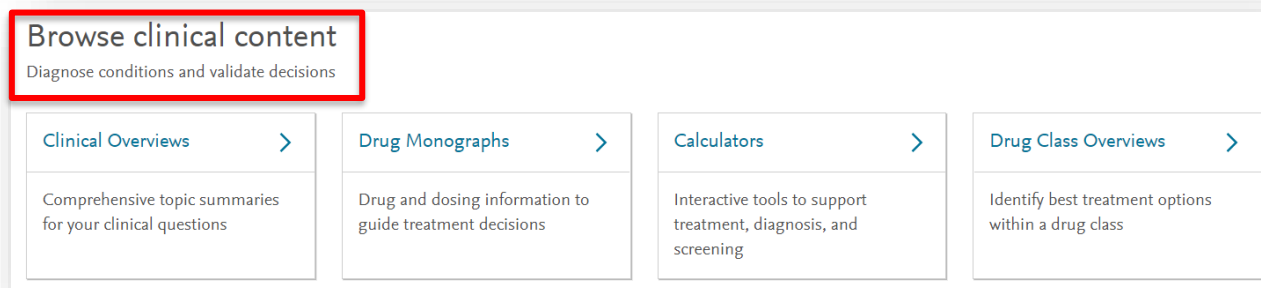 Browse clinical content
Diagnose conditions and validate decisions
Clinical Overviews
Comprehensive topic summaries
for your clinical questions
Drug Monographs
Drug and dosing information to
guide treatment decisions
Calculators
Interactive tools to support
treatment, diagnosis, and
screening
Drug Class Overviews
Identify best treatment options
within a drug class